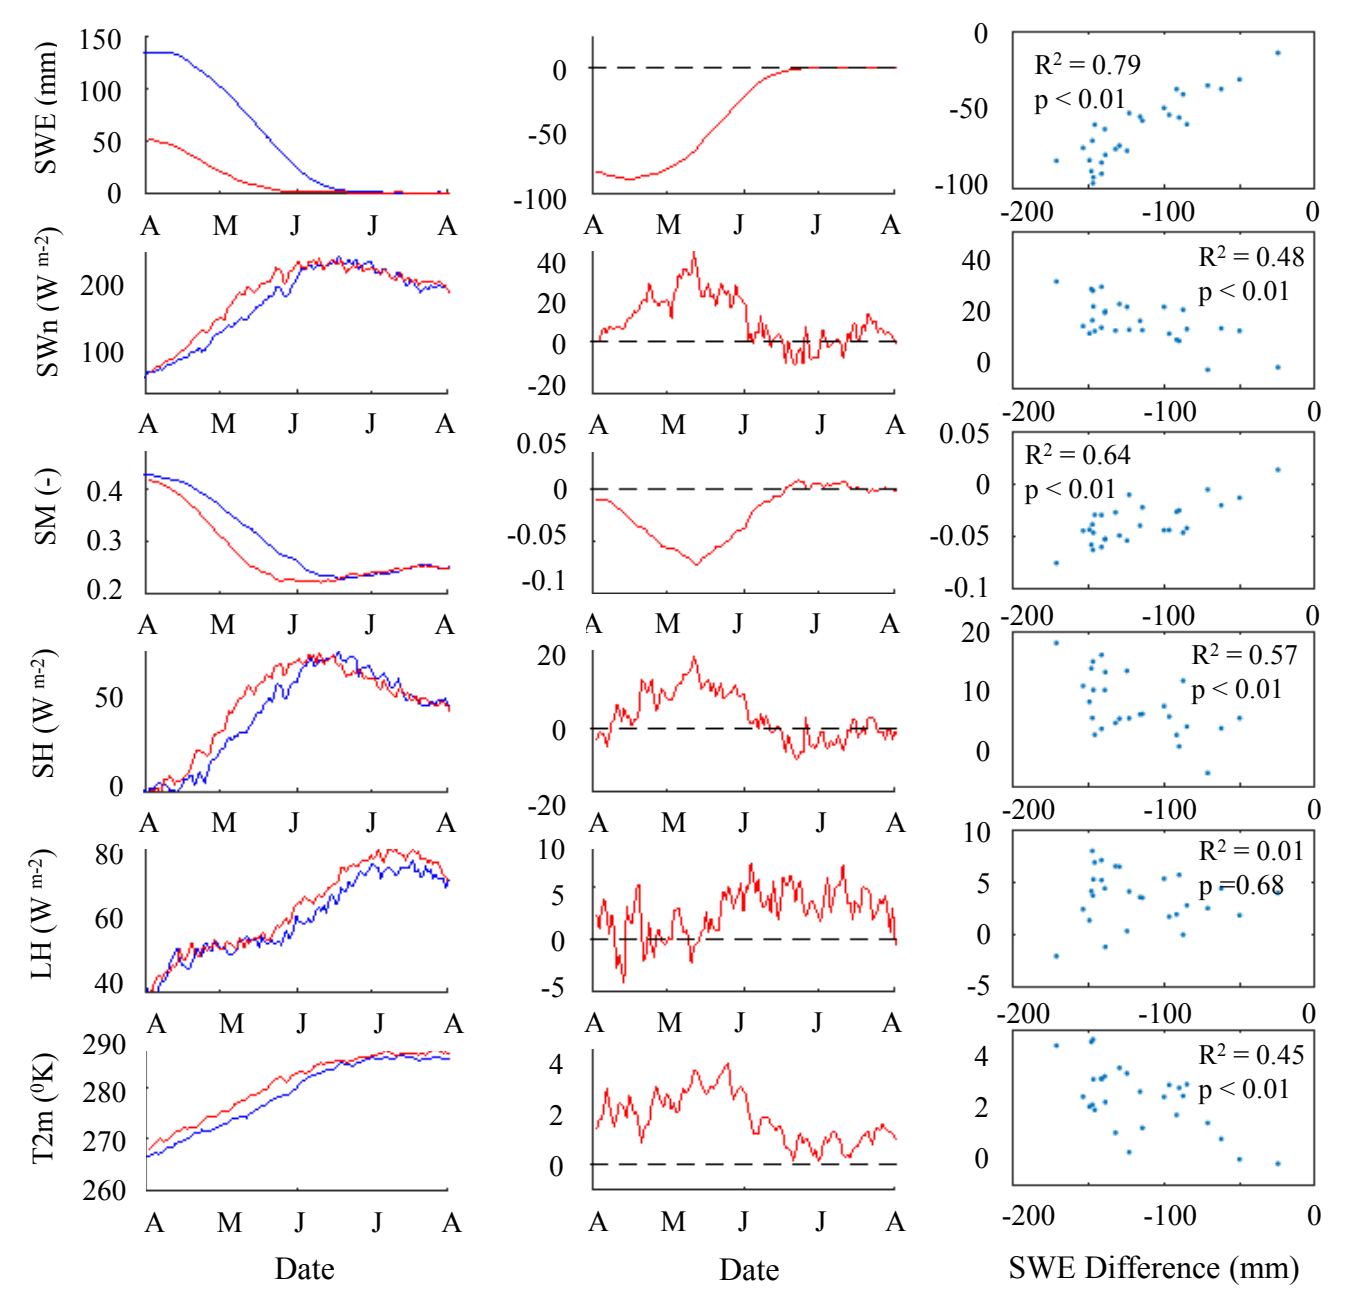 SWE (mm)
150
100
50
0
A M J J A
0
-50
-100
A M J J A
0
-50
-100
R² = 0.79
p < 0.01
-200 -100 0
SWn (W m-2)
200
100
A M J J A
40
20
0
-20
A M J J A
40
20
0
R² = 0.48
p < 0.01
-200 -100 0
SM (-)
0.4
0.3
0.2
A M J J A
0.05
0
-0.05
-0.1
A M J J A
0.05
0
-0.05
-0.1
R² = 0.64
p < 0.01
-200 -100 0
SH (W m-2)
50
0
A M J J A
20
0
-20
A M J J A
20
10
0
R² = 0.57
p < 0.01
-200 -100 0
LH (W m-2)
80
60
40
A M J J A
10
5
0
-5
A M J J A
10
5
0
-5
R² = 0.01
p =0.68
-200 -100 0
T2m (⁰K)
290
280
270
260
A M J J A
4
2
0
A M J J A
4
2
0
R² = 0.45
p < 0.01
-200 -100 0
Date
Date
SWE Difference (mm)